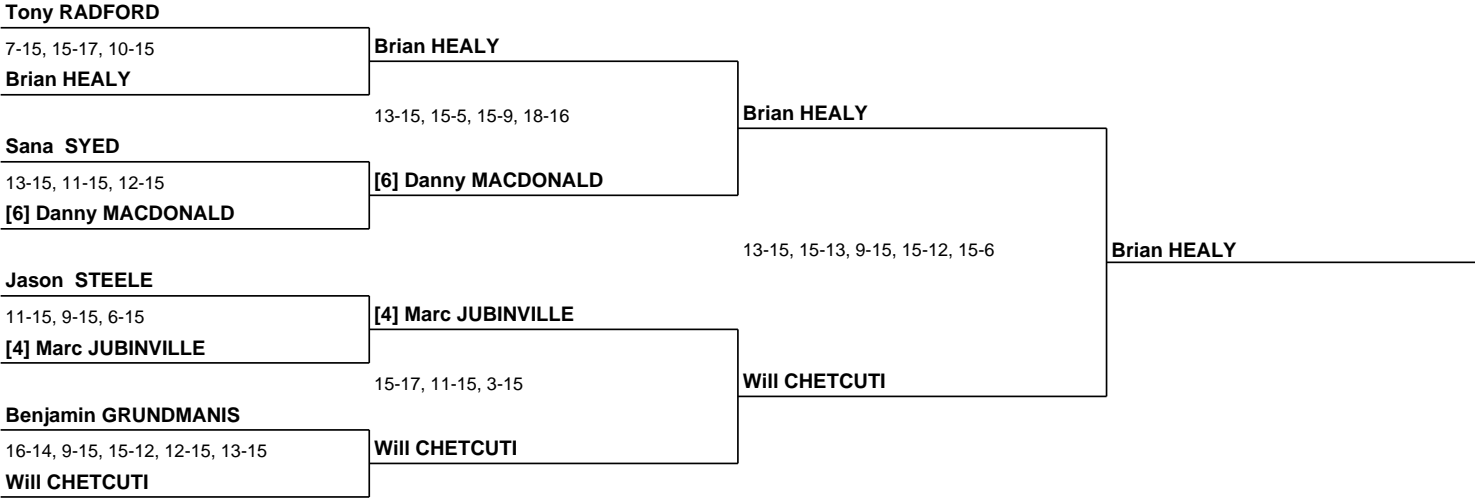 Tony RADFORD
7-15, 15-17, 10-15
Brian HEALY
Brian HEALY
13-15, 15-5, 15-9, 18-16
Brian HEALY
Sana  SYED
13-15, 11-15, 12-15
[6] Danny MACDONALD
[6] Danny MACDONALD
13-15, 15-13, 9-15, 15-12, 15-6
Brian HEALY
Jason  STEELE
11-15, 9-15, 6-15
[4] Marc JUBINVILLE
[4] Marc JUBINVILLE
15-17, 11-15, 3-15
Will CHETCUTI
Benjamin GRUNDMANIS
16-14, 9-15, 15-12, 12-15, 13-15
Will CHETCUTI
Will CHETCUTI